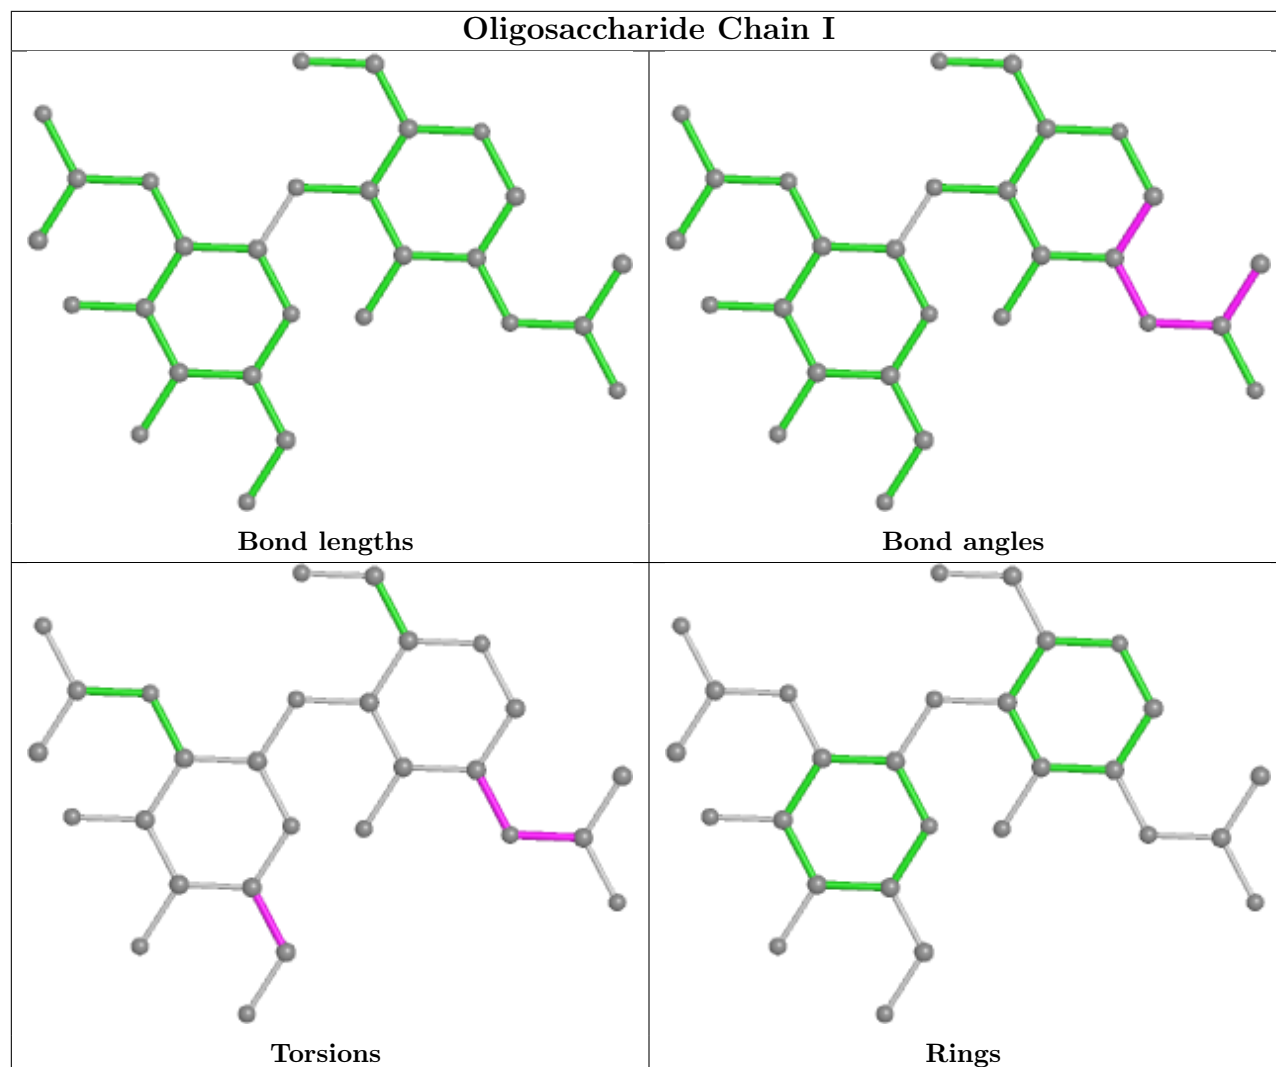 Oligosaccharide Chain I
Bond lengths
Bond angles
Torsions
Rings